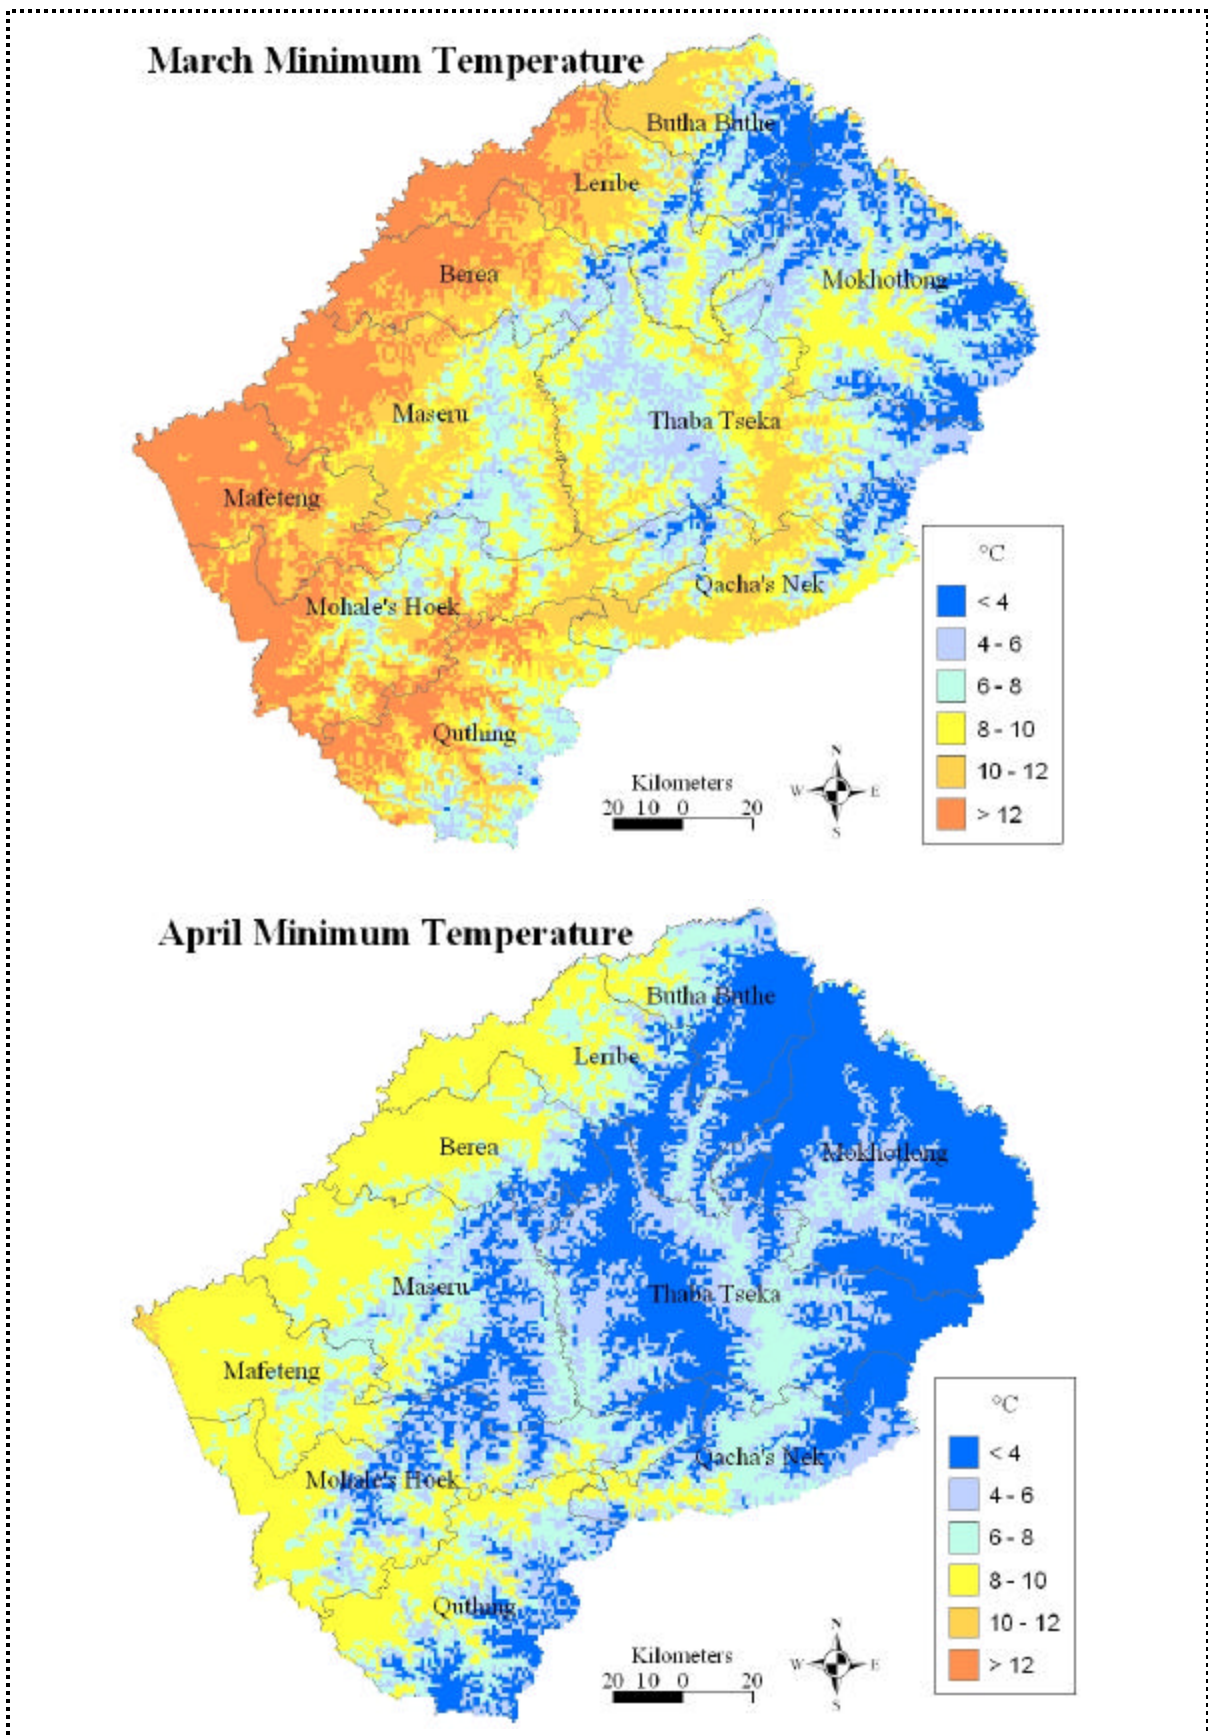 March Minimum Temperature
Butha Buthe
Leribe
Berea
Mokhotlong
Maseru
Thaba Tseka
Mafeteng
Mohale's Hoek
Qacha's Nek
Quthing
°C
< 4
4 - 6
6 - 8
8 - 10
10 - 12
> 12
Kilometers
20 10 0 20
N
W E
S
April Minimum Temperature
Butha Buthe
Leribe
Berea
Mokhotlong
Maseru
Thaba Tseka
Mafeteng
Mohale's Hoek
Qacha's Nek
Quthing
°C
< 4
4 - 6
6 - 8
8 - 10
10 - 12
> 12
Kilometers
20 10 0 20
N
W E
S